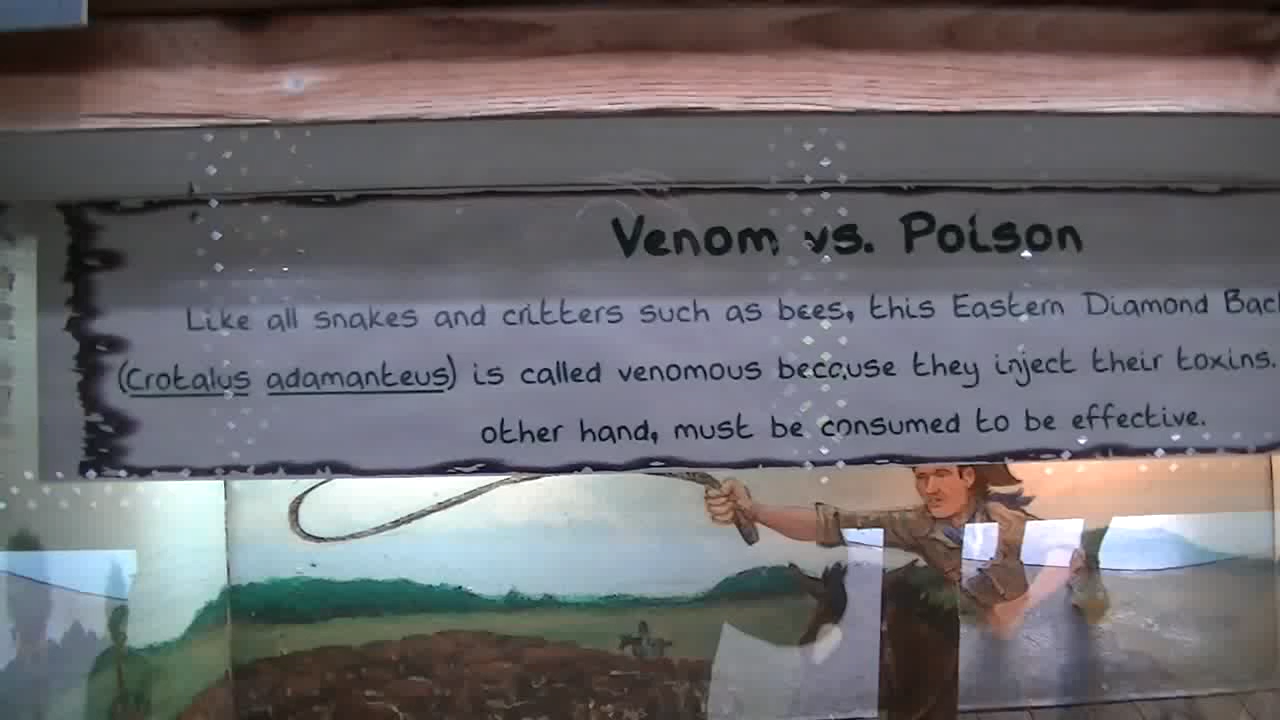 Venom vs. Poison
Like all snakes and critters such as bees, this Eastern Diamond
(Crotalus adamanteus) is called venomous because they inject their toxins.
other hand, must be consumed to be effective.